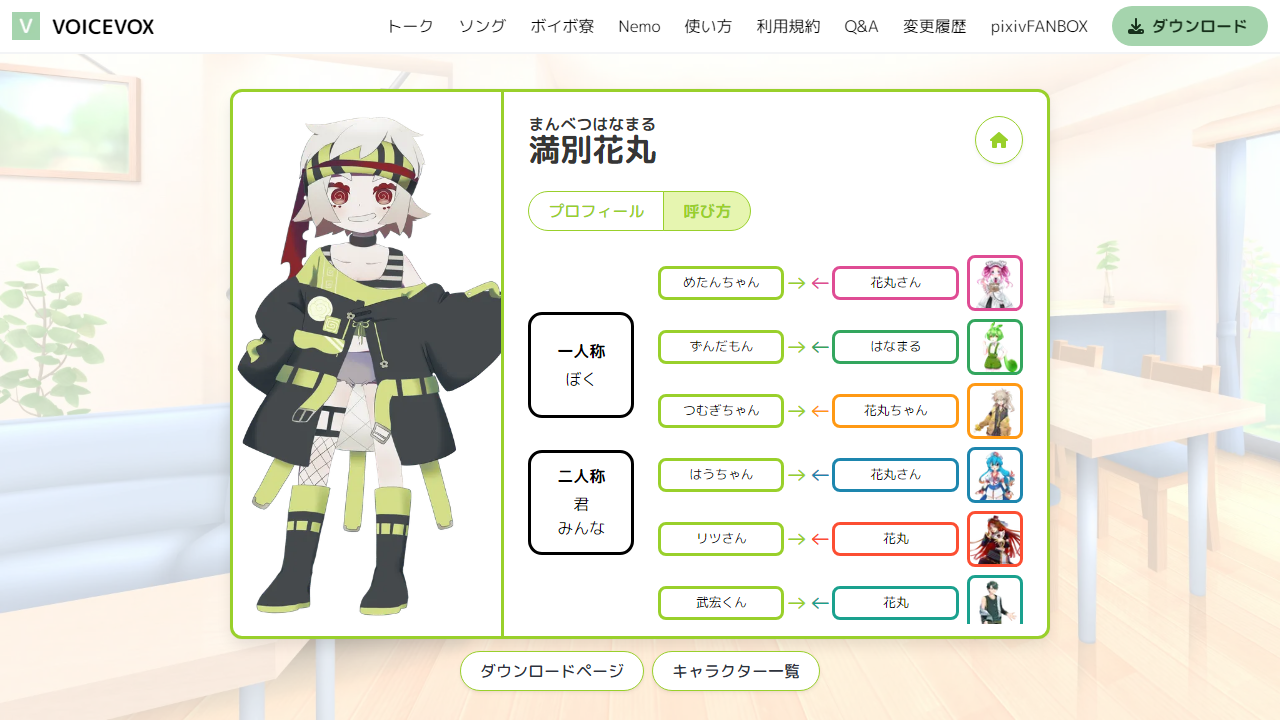 V VOICEVOX トーク ソング ボイボ寮 Nemo 使い方 利用規約 Q&A 変更履歴 pixivFANBOX ダウンロード
まんべつはなまる
満別花丸
プロフィール 呼び方
一人称
ぼく
二人称
君
みんな
めたんちゃん → ← 花丸さん
ずんだもん → ← はなまる
つむぎちゃん → ← 花丸ちゃん
はうちゃん → ← 花丸さん
リツさん → ← 花丸
武宏くん → ← 花丸
ダウンロードページ キャラクター一覧